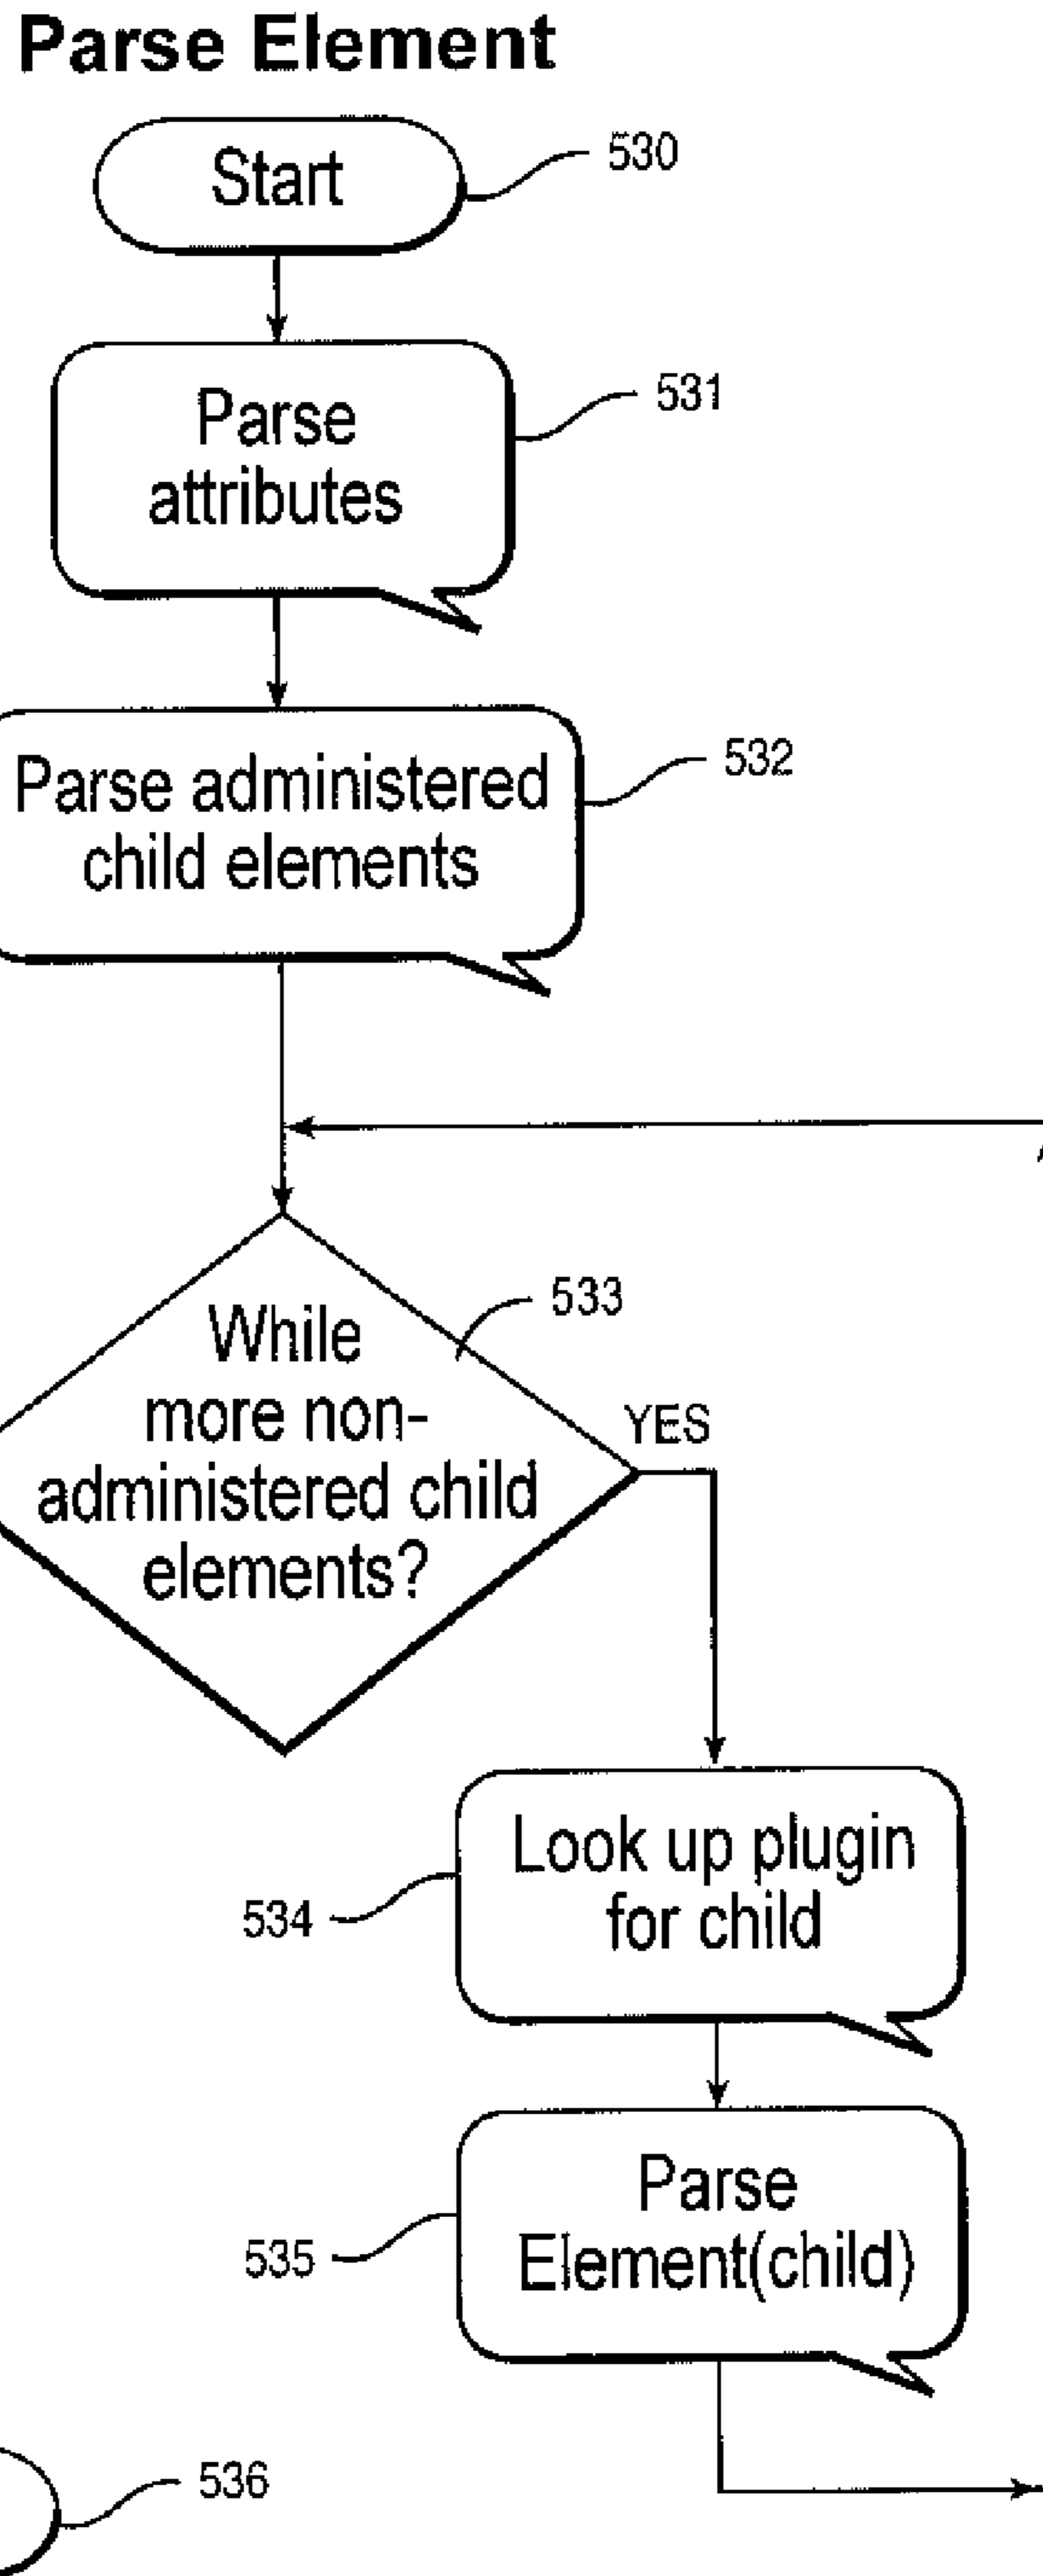 Parse Element
Start
530
Parse
attributes
531
Parse administered
child elements
532
While
more non-
administered child
elements?
533
YES
Look up plugin
for child
534
Parse
Element(child)
535
536